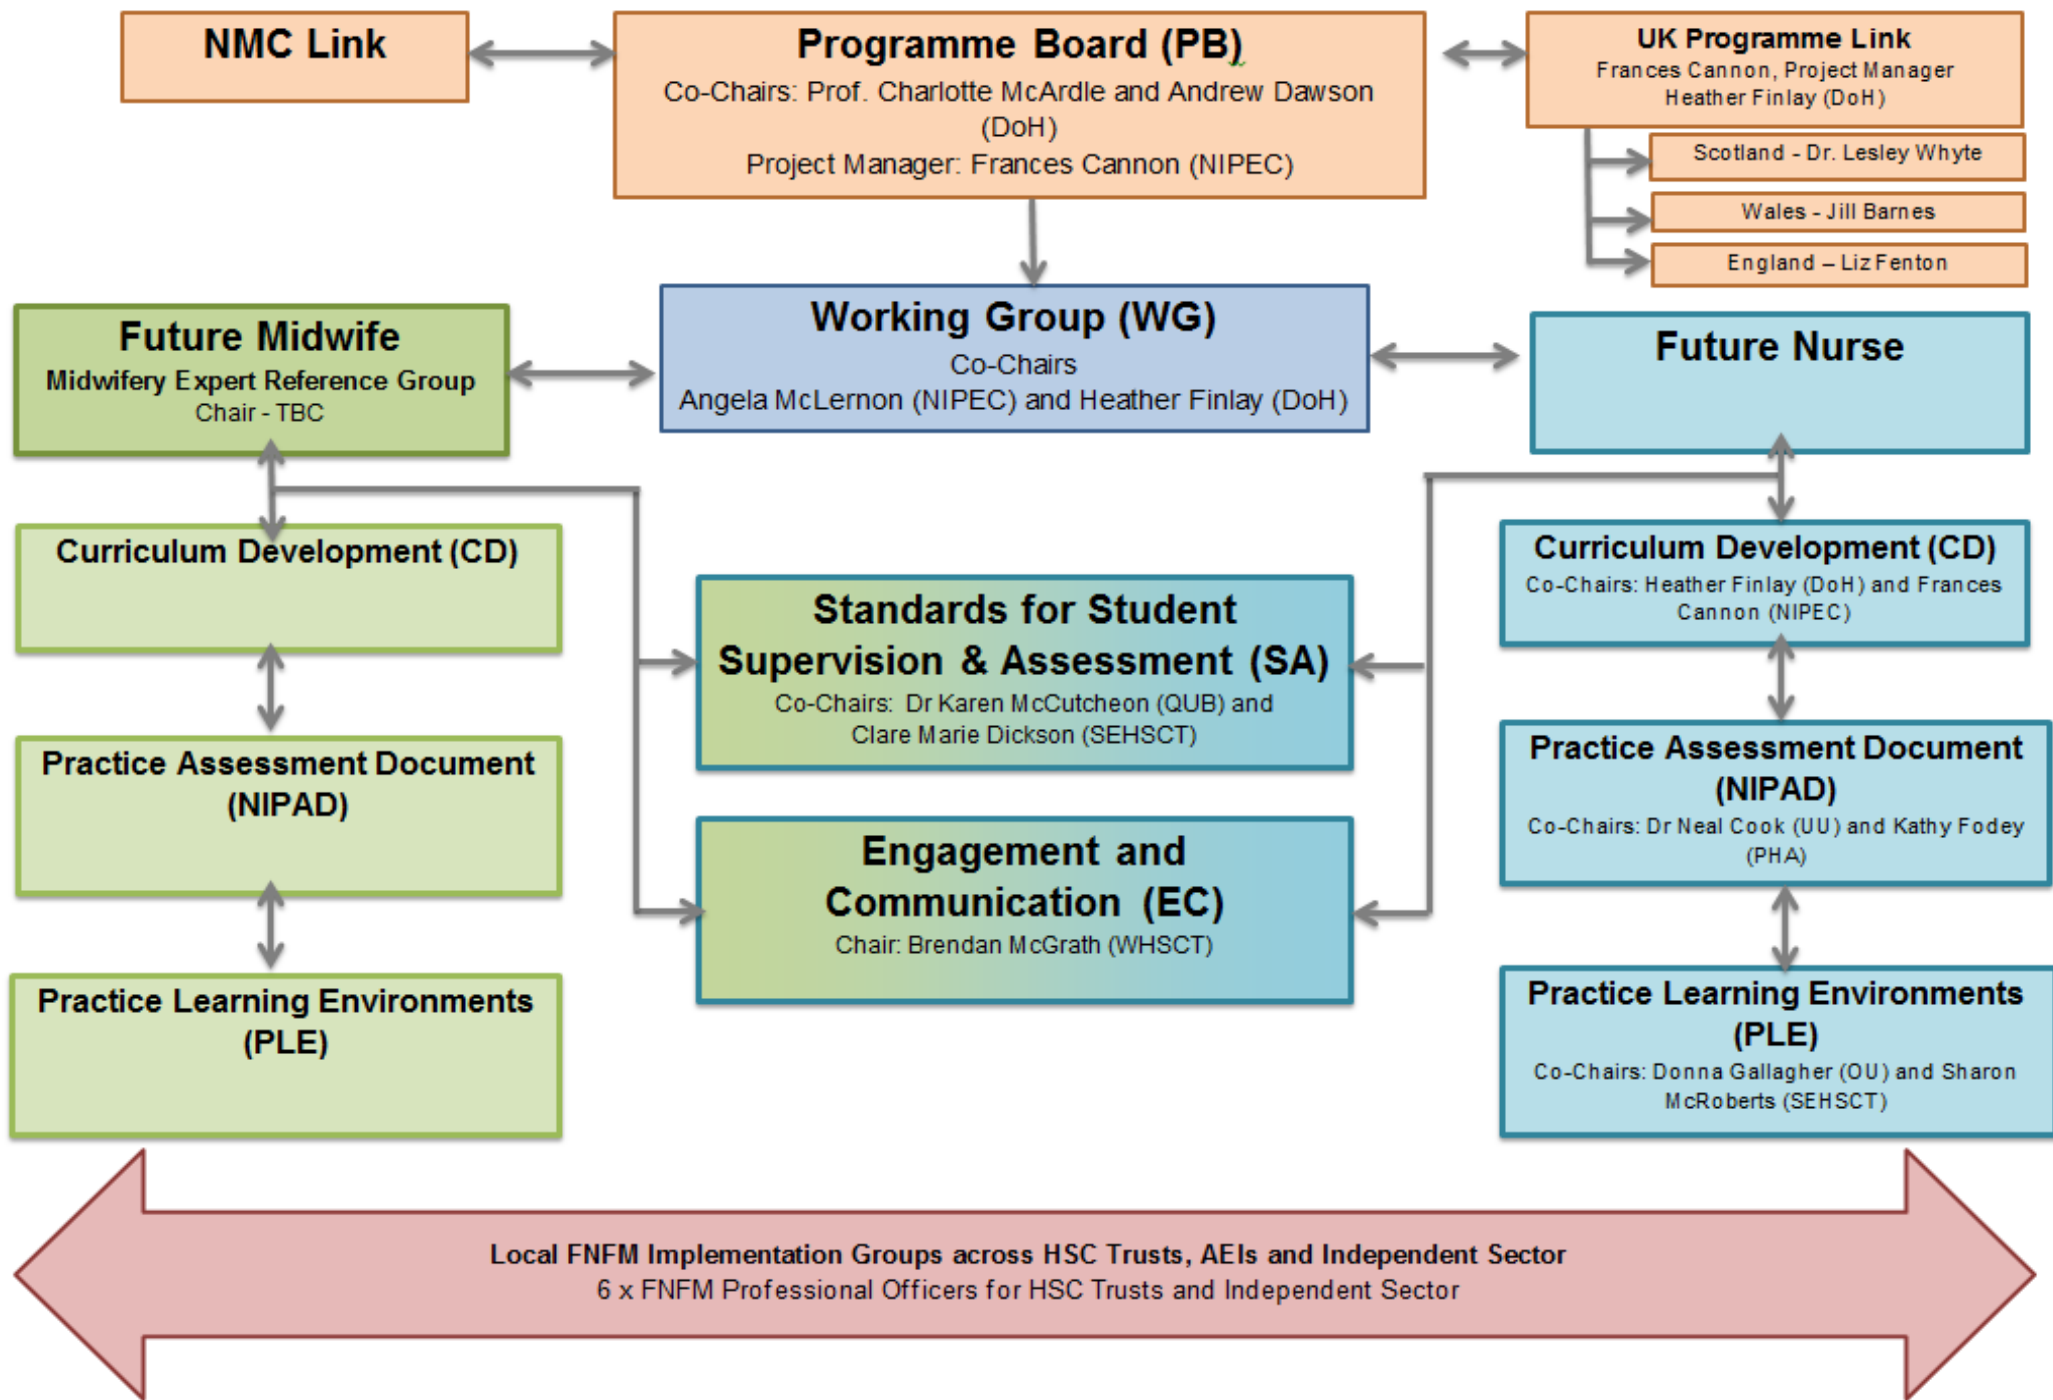 NMC Link
Programme Board (PB)
Co-Chairs: Prof. Charlotte McArdle and Andrew Dawson
(DoH)
Project Manager: Frances Cannon (NIPEC)
UK Programme Link
Frances Cannon, Project Manager
Heather Finlay (DoH)
Scotland - Dr. Lesley Whyte
Wales - Jill Barnes
England – Liz Fenton
Future Midwife
Midwifery Expert Reference Group
Chair - TBC
Working Group (WG)
Co-Chairs
Angela McLernon (NIPEC) and Heather Finlay (DoH)
Future Nurse
Curriculum Development (CD)
Practice Assessment Document
(NIPAD)
Practice Learning Environments
(PLE)
Standards for Student
Supervision & Assessment (SA)
Co-Chairs: Dr Karen McCutcheon (QUB) and
Clare Marie Dickson (SEHSCT)
Engagement and
Communication (EC)
Chair: Brendan McGrath (WHSCT)
Curriculum Development (CD)
Co-Chairs: Heather Finlay (DoH) and Frances
Cannon (NIPEC)
Practice Assessment Document
(NIPAD)
Co-Chairs: Dr Neal Cook (UU) and Kathy Fodey
(PHA)
Practice Learning Environments
(PLE)
Co-Chairs: Donna Gallagher (OU) and Sharon
McRoberts (SEHSCT)
Local FNFM Implementation Groups across HSC Trusts, AEIs and Independent Sector
6 x FNFM Professional Officers for HSC Trusts and Independent Sector